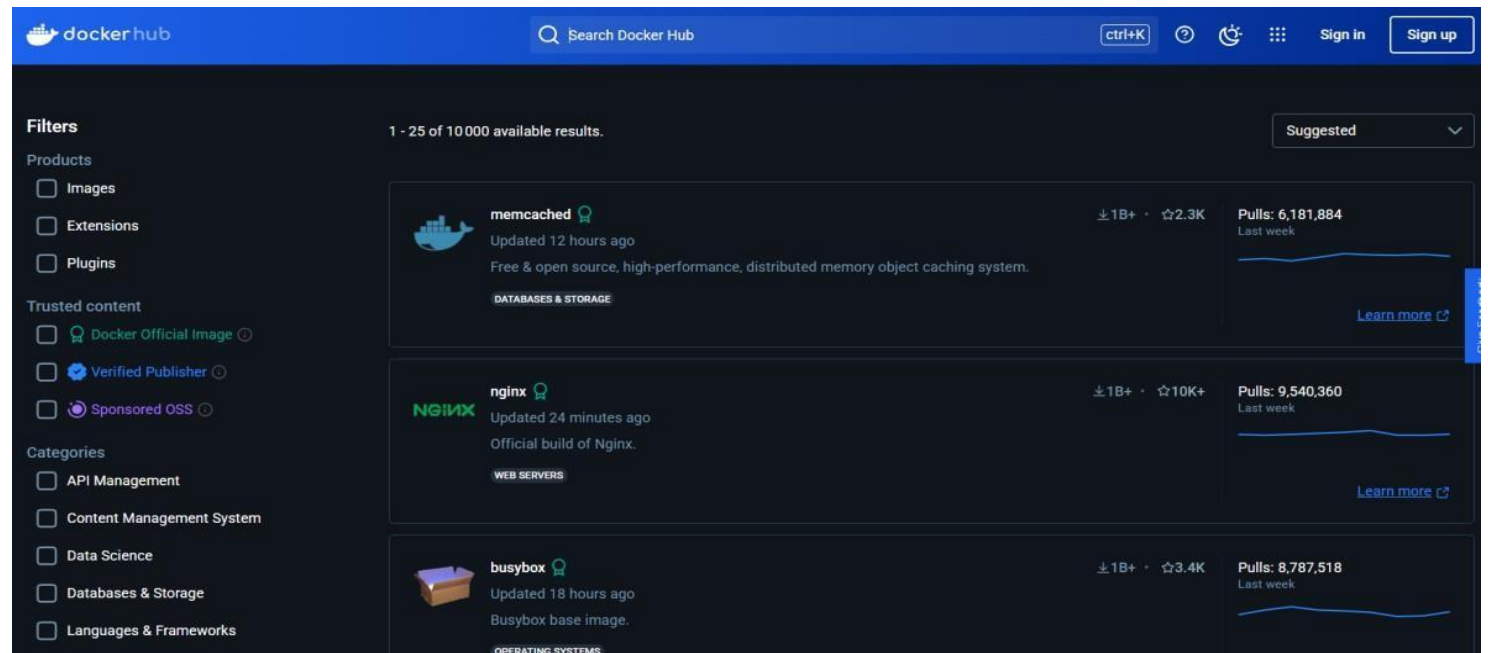 dockerhub
Search Docker Hub
ctrl+K
Sign in
Sign up
Filters
Products
Images
Extensions
Plugins
Trusted content
Docker Official Image
Verified Publisher
Sponsored OSS
Categories
API Management
Content Management System
Data Science
Databases & Storage
Languages & Frameworks
1 - 25 of 10 000 available results.
Suggested
memcached
Updated 12 hours ago
Free & open source, high-performance, distributed memory object caching system.
DATABASES & STORAGE
1B+ · 2.3K
Pulls: 6,181,884
Last week
Learn more
NGINX
nginx
Updated 24 minutes ago
Official build of Nginx.
WEB SERVERS
1B+ · 10K+
Pulls: 9,540,360
Last week
Learn more
busybox
Updated 18 hours ago
Busybox base image.
OPERATING SYSTEMS
1B+ · 3.4K
Pulls: 8,787,518
Last week